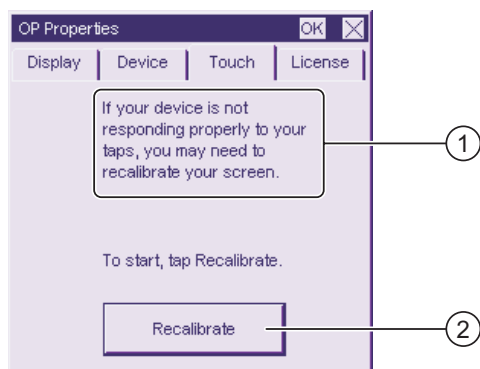 OP Properties OK
Display Device Touch License
If your device is not
responding properly to your
taps, you may need to
recalibrate your screen.
1
To start, tap Recalibrate.
Recalibrate
2